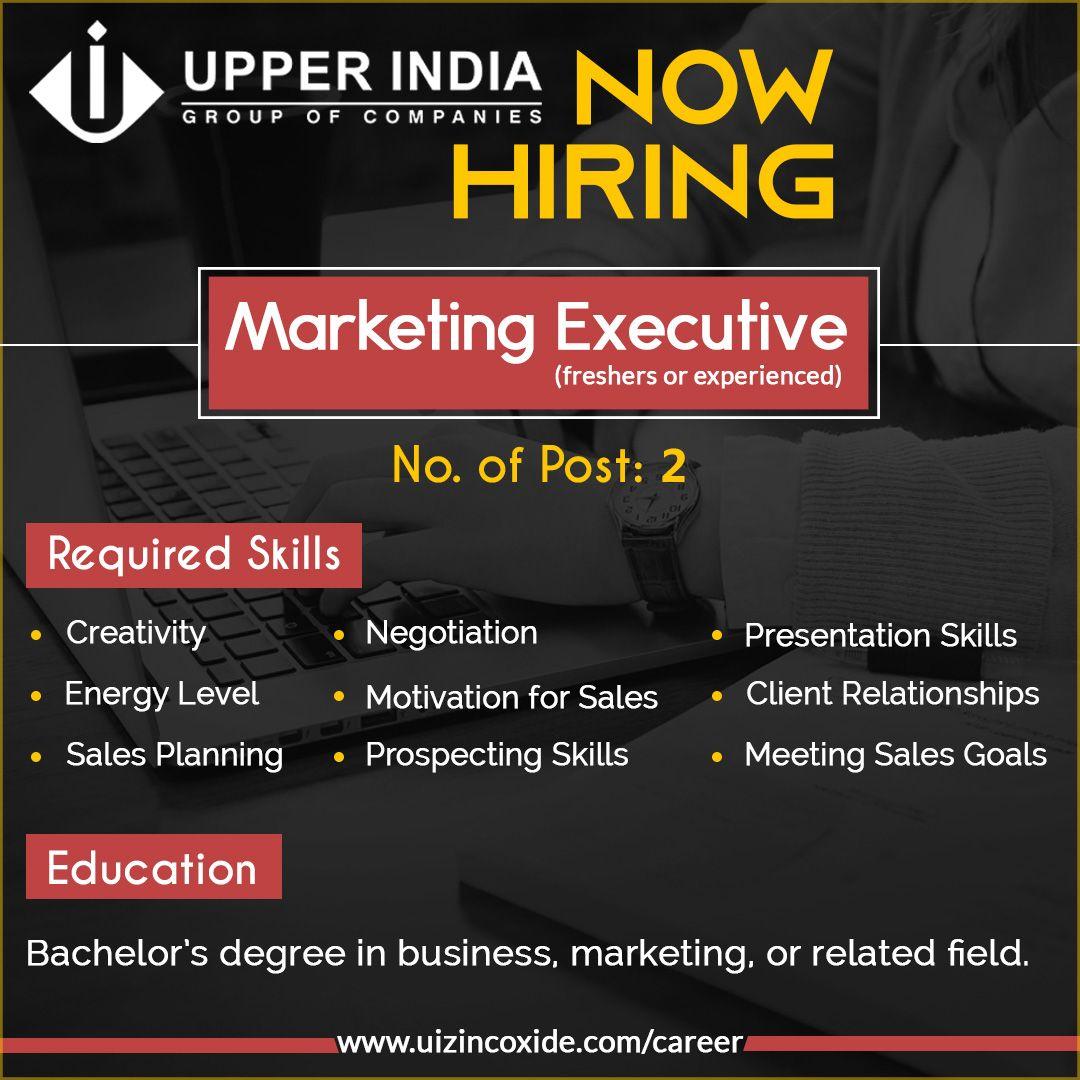 UPPER INDIA
GROUP OF COMPANIES
NOW
HIRING
Marketing Executive
(freshers or experienced)
No. of Post: 2
Required Skills
• Creativity
• Energy Level
• Sales Planning
• Negotiation
• Motivation for Sales
• Prospecting Skills
• Presentation Skills
• Client Relationships
• Meeting Sales Goals
Education
Bachelor's degree in business, marketing, or related field.
www.uizincoxide.com/career